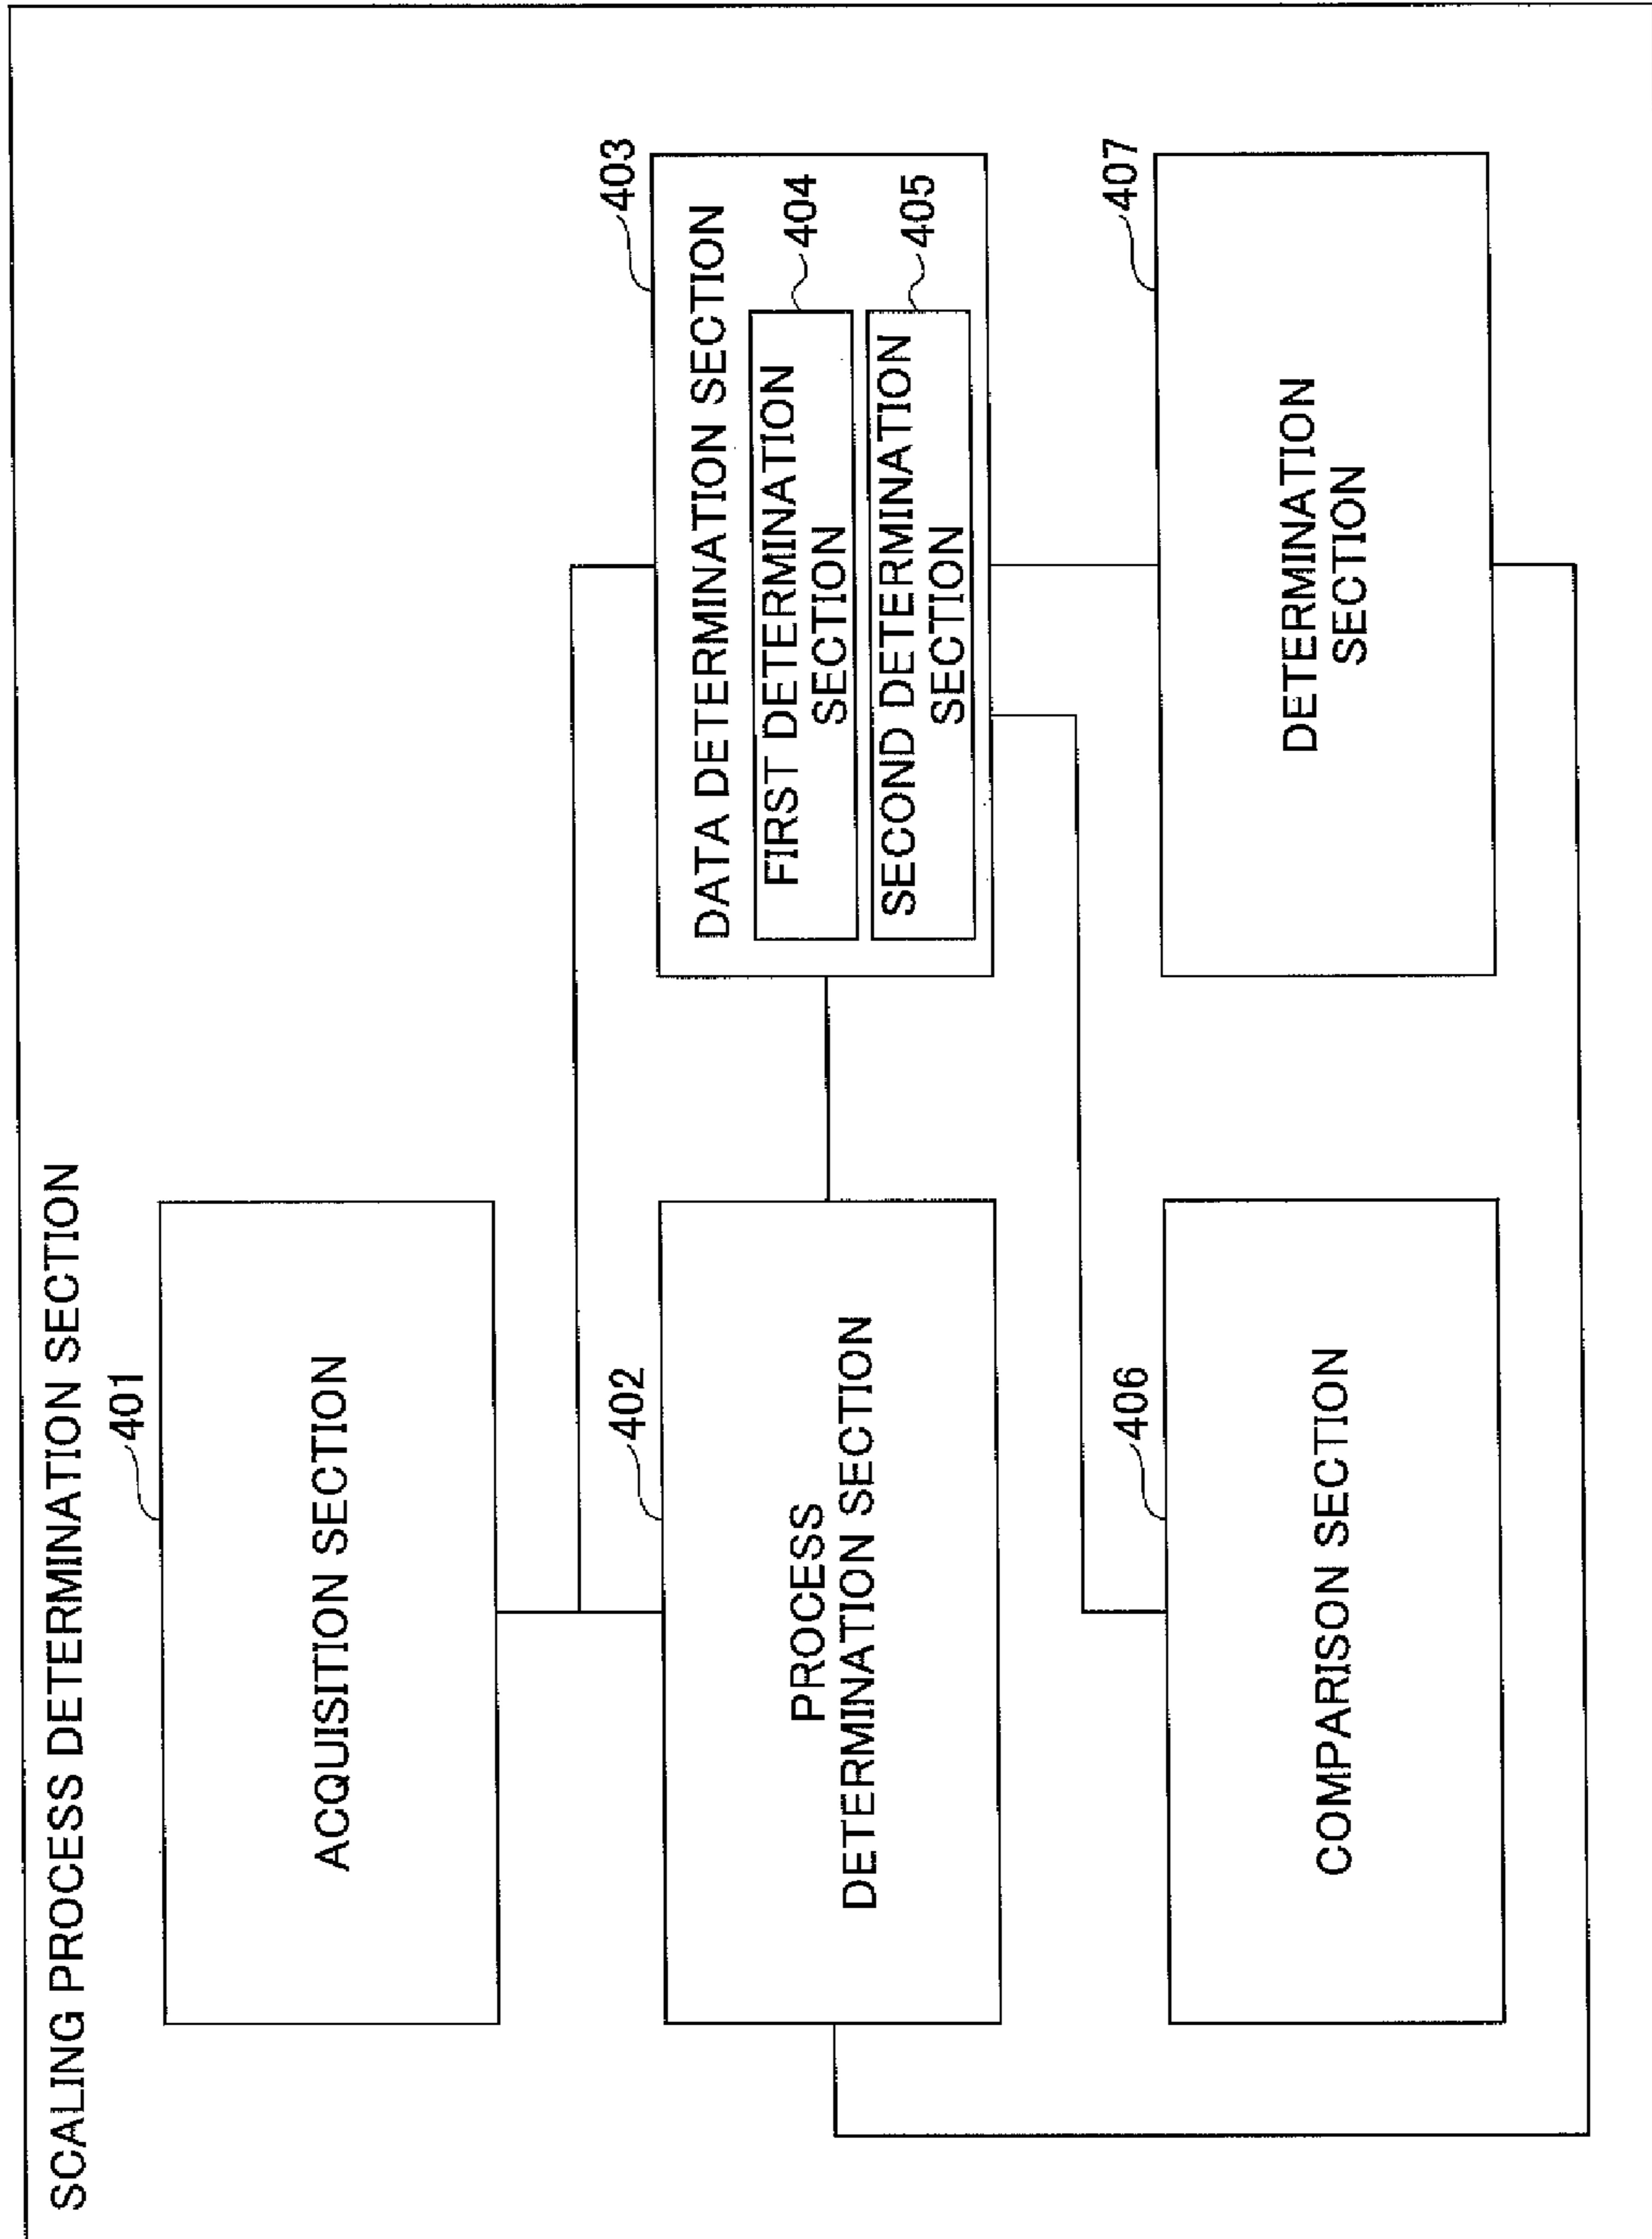 SCALING PROCESS DETERMINATION SECTION
401
ACQUISITION SECTION
402
PROCESS
DETERMINATION SECTION
403
DATA DETERMINATION SECTION
404
FIRST DETERMINATION
SECTION
405
SECOND DETERMINATION
SECTION
406
COMPARISON SECTION
407
DETERMINATION
SECTION